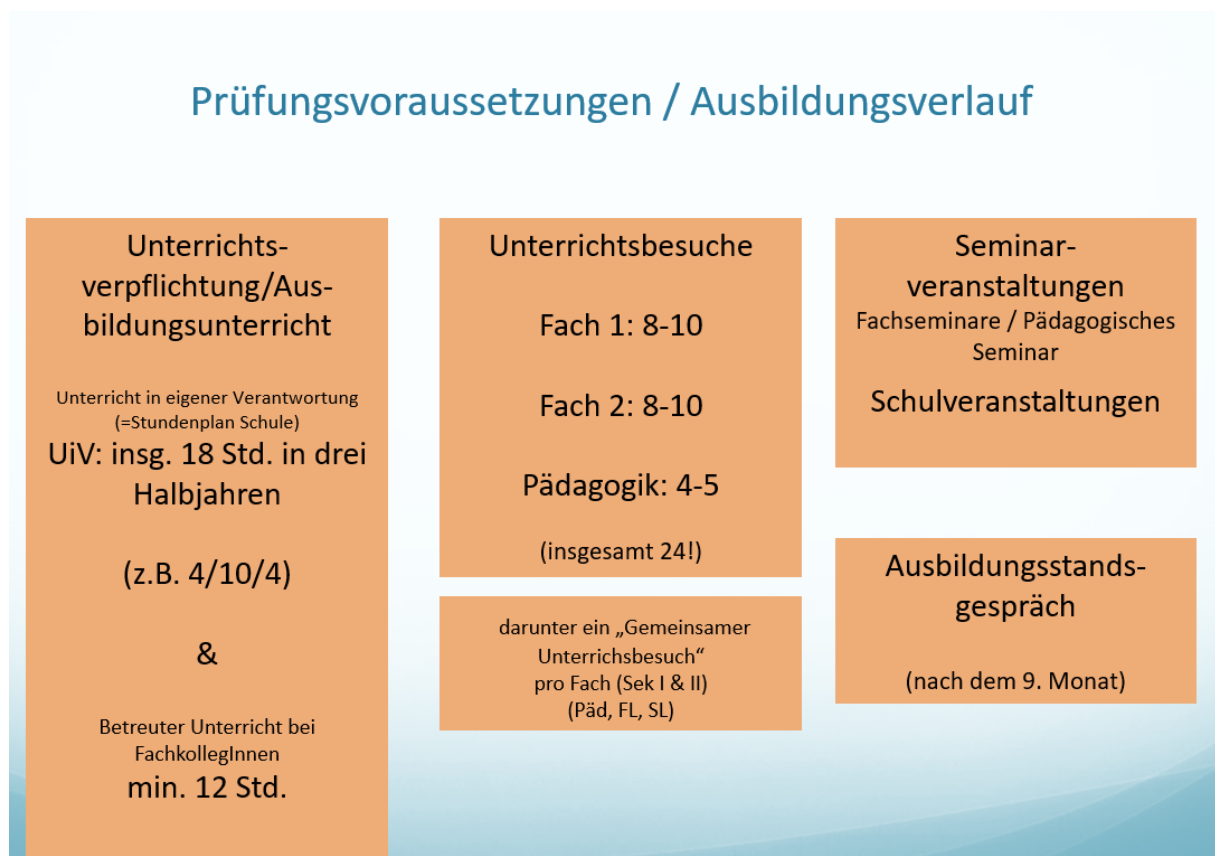 Prüfungsvoraussetzungen / Ausbildungsverlauf
Unterrichts-
verpflichtung/Aus-
bildungsunterricht
Unterricht in eigener Verantwortung
(=Stundenplan Schule)
UiV: insg. 18 Std. in drei
Halbjahren
(z.B. 4/10/4)
&
Betreuter Unterricht bei
FachkollegInnen
min. 12 Std.
Unterrichtsbesuche
Fach 1: 8-10
Fach 2: 8-10
Pädagogik: 4-5
(insgesamt 24!)
darunter ein „Gemeinsamer
Unterrichsbesuch“
pro Fach (Sek I & II)
(Päd, FL, SL)
Seminar-
veranstaltungen
Fachseminare / Pädagogisches
Seminar
Schulveranstaltungen
Ausbildungsstands-
gespräch
(nach dem 9. Monat)